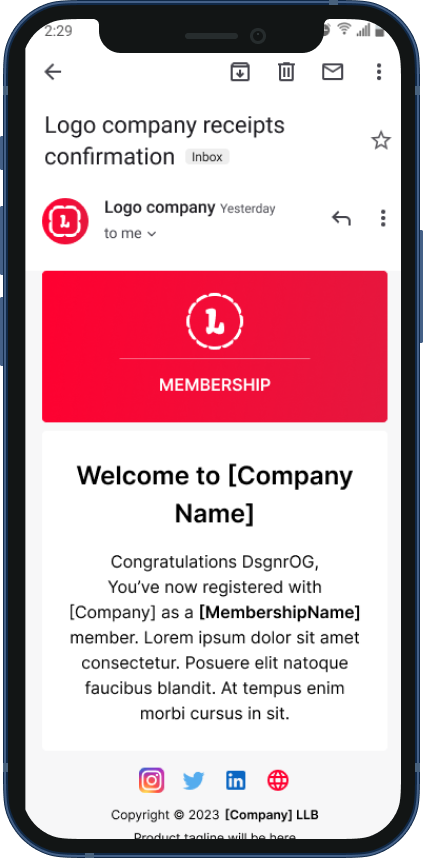 2:29
Logo company receipts
confirmation Inbox
Logo company Yesterday
to me
L
L
MEMBERSHIP
Welcome to [Company
Name]
Congratulations DsgnrOG,
You’ve now registered with
[Company] as a [MembershipName]
member. Lorem ipsum dolor sit amet
consectetur. Posuere elit natoque
faucibus blandit. At tempus enim
morbi cursus in sit.
in
Copyright © 2023 [Company] LLB
Product tagline will be here